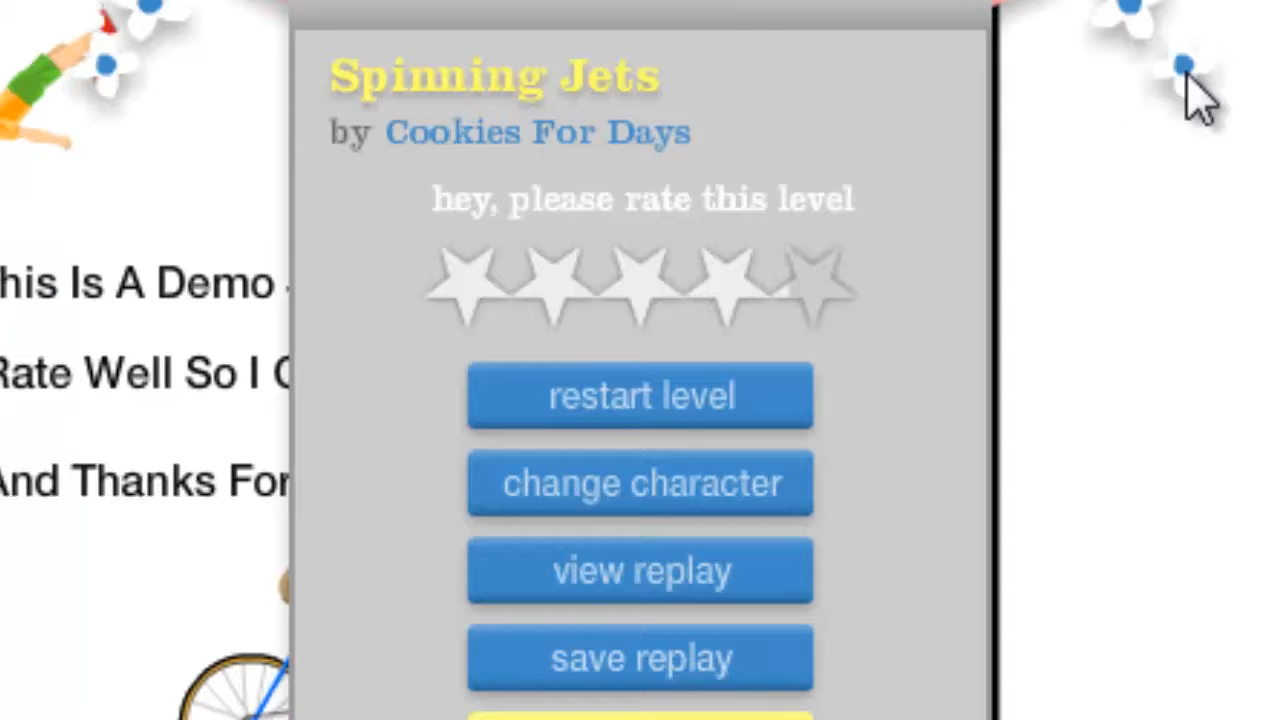 Spinning Jets
by Cookies For Days
hey, please rate this level
his Is A Demo
restart level
Rate Well So I C
change character
And Thanks For
view replay
save replay